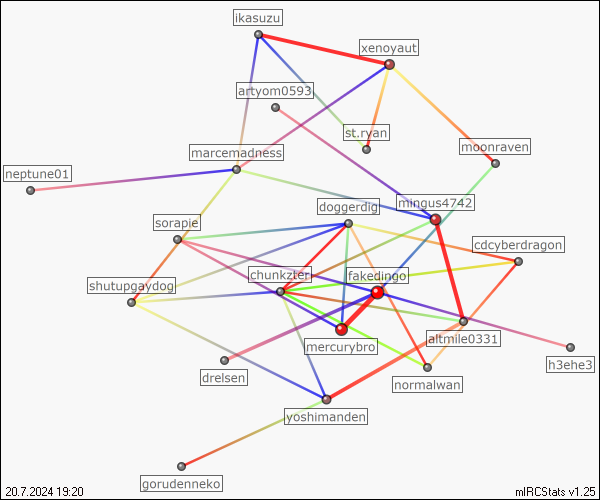 ikasuzu
xenoyaut
artyom0593
st.ryan
moonraven
marcemadness
neptune01
mingus4742
doggerdig
sorapie
cdcyberdragon
chunkzter
fakedingo
shutupgaydog
altmile0331
mercurybro
h3ehe3
drelsen
normalwan
yoshimanden
gorudenneko
20.7.2024 19:20
mIRCStats v1.25